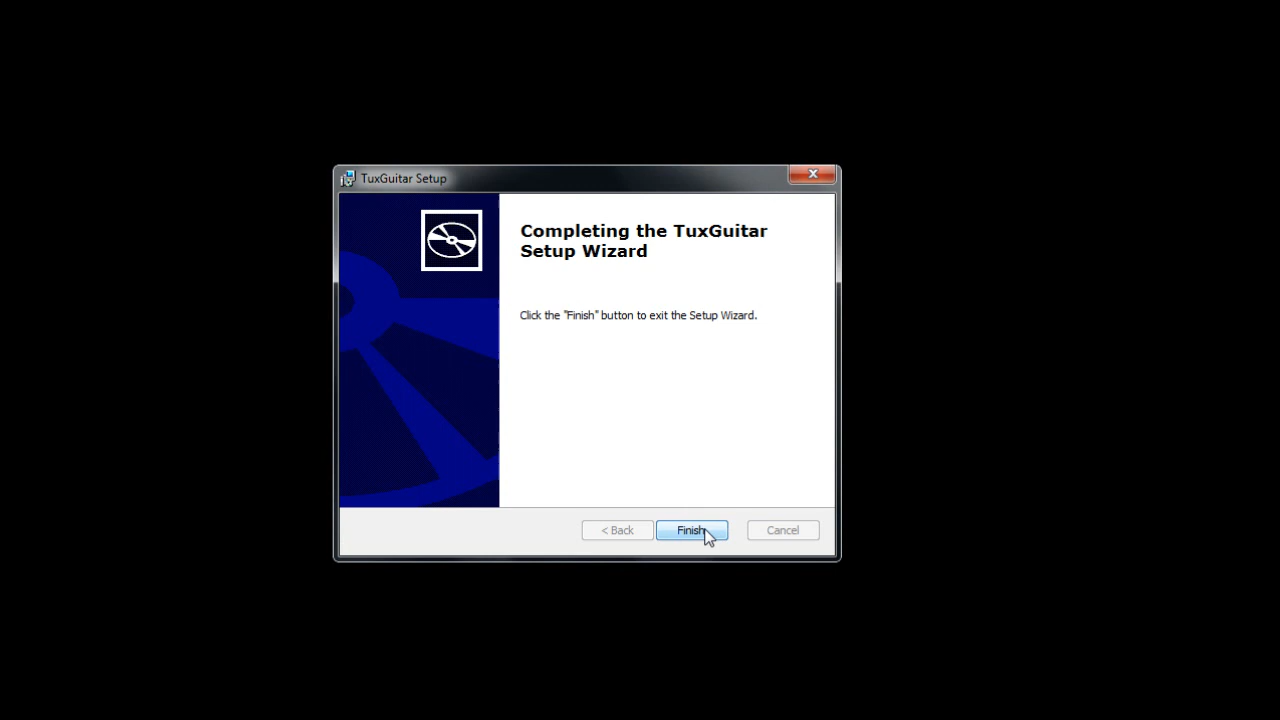 TuxGuitar Setup
Completing the TuxGuitar
Setup Wizard
Click the "Finish" button to exit the Setup Wizard.
< Back
Finish
Cancel